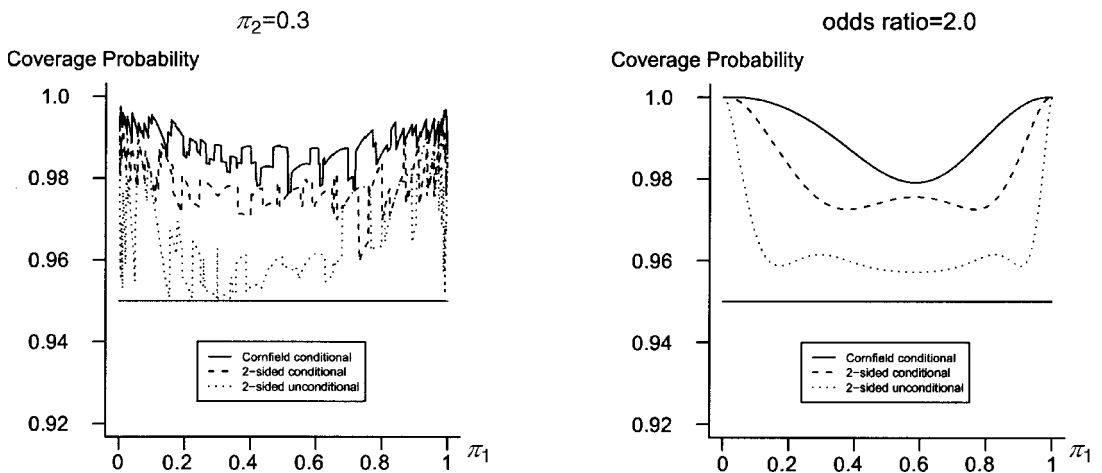 π₂=0.3
Coverage Probability
1.0
0.98
0.96
0.94
0.92
Cornfield conditional
2−sided conditional
2−sided unconditional
0 0.2 0.4 0.6 0.8 1 π₁
odds ratio=2.0
Coverage Probability
1.0
0.98
0.96
0.94
0.92
Cornfield conditional
2−sided conditional
2−sided unconditional
0 0.2 0.4 0.6 0.8 1 π₁